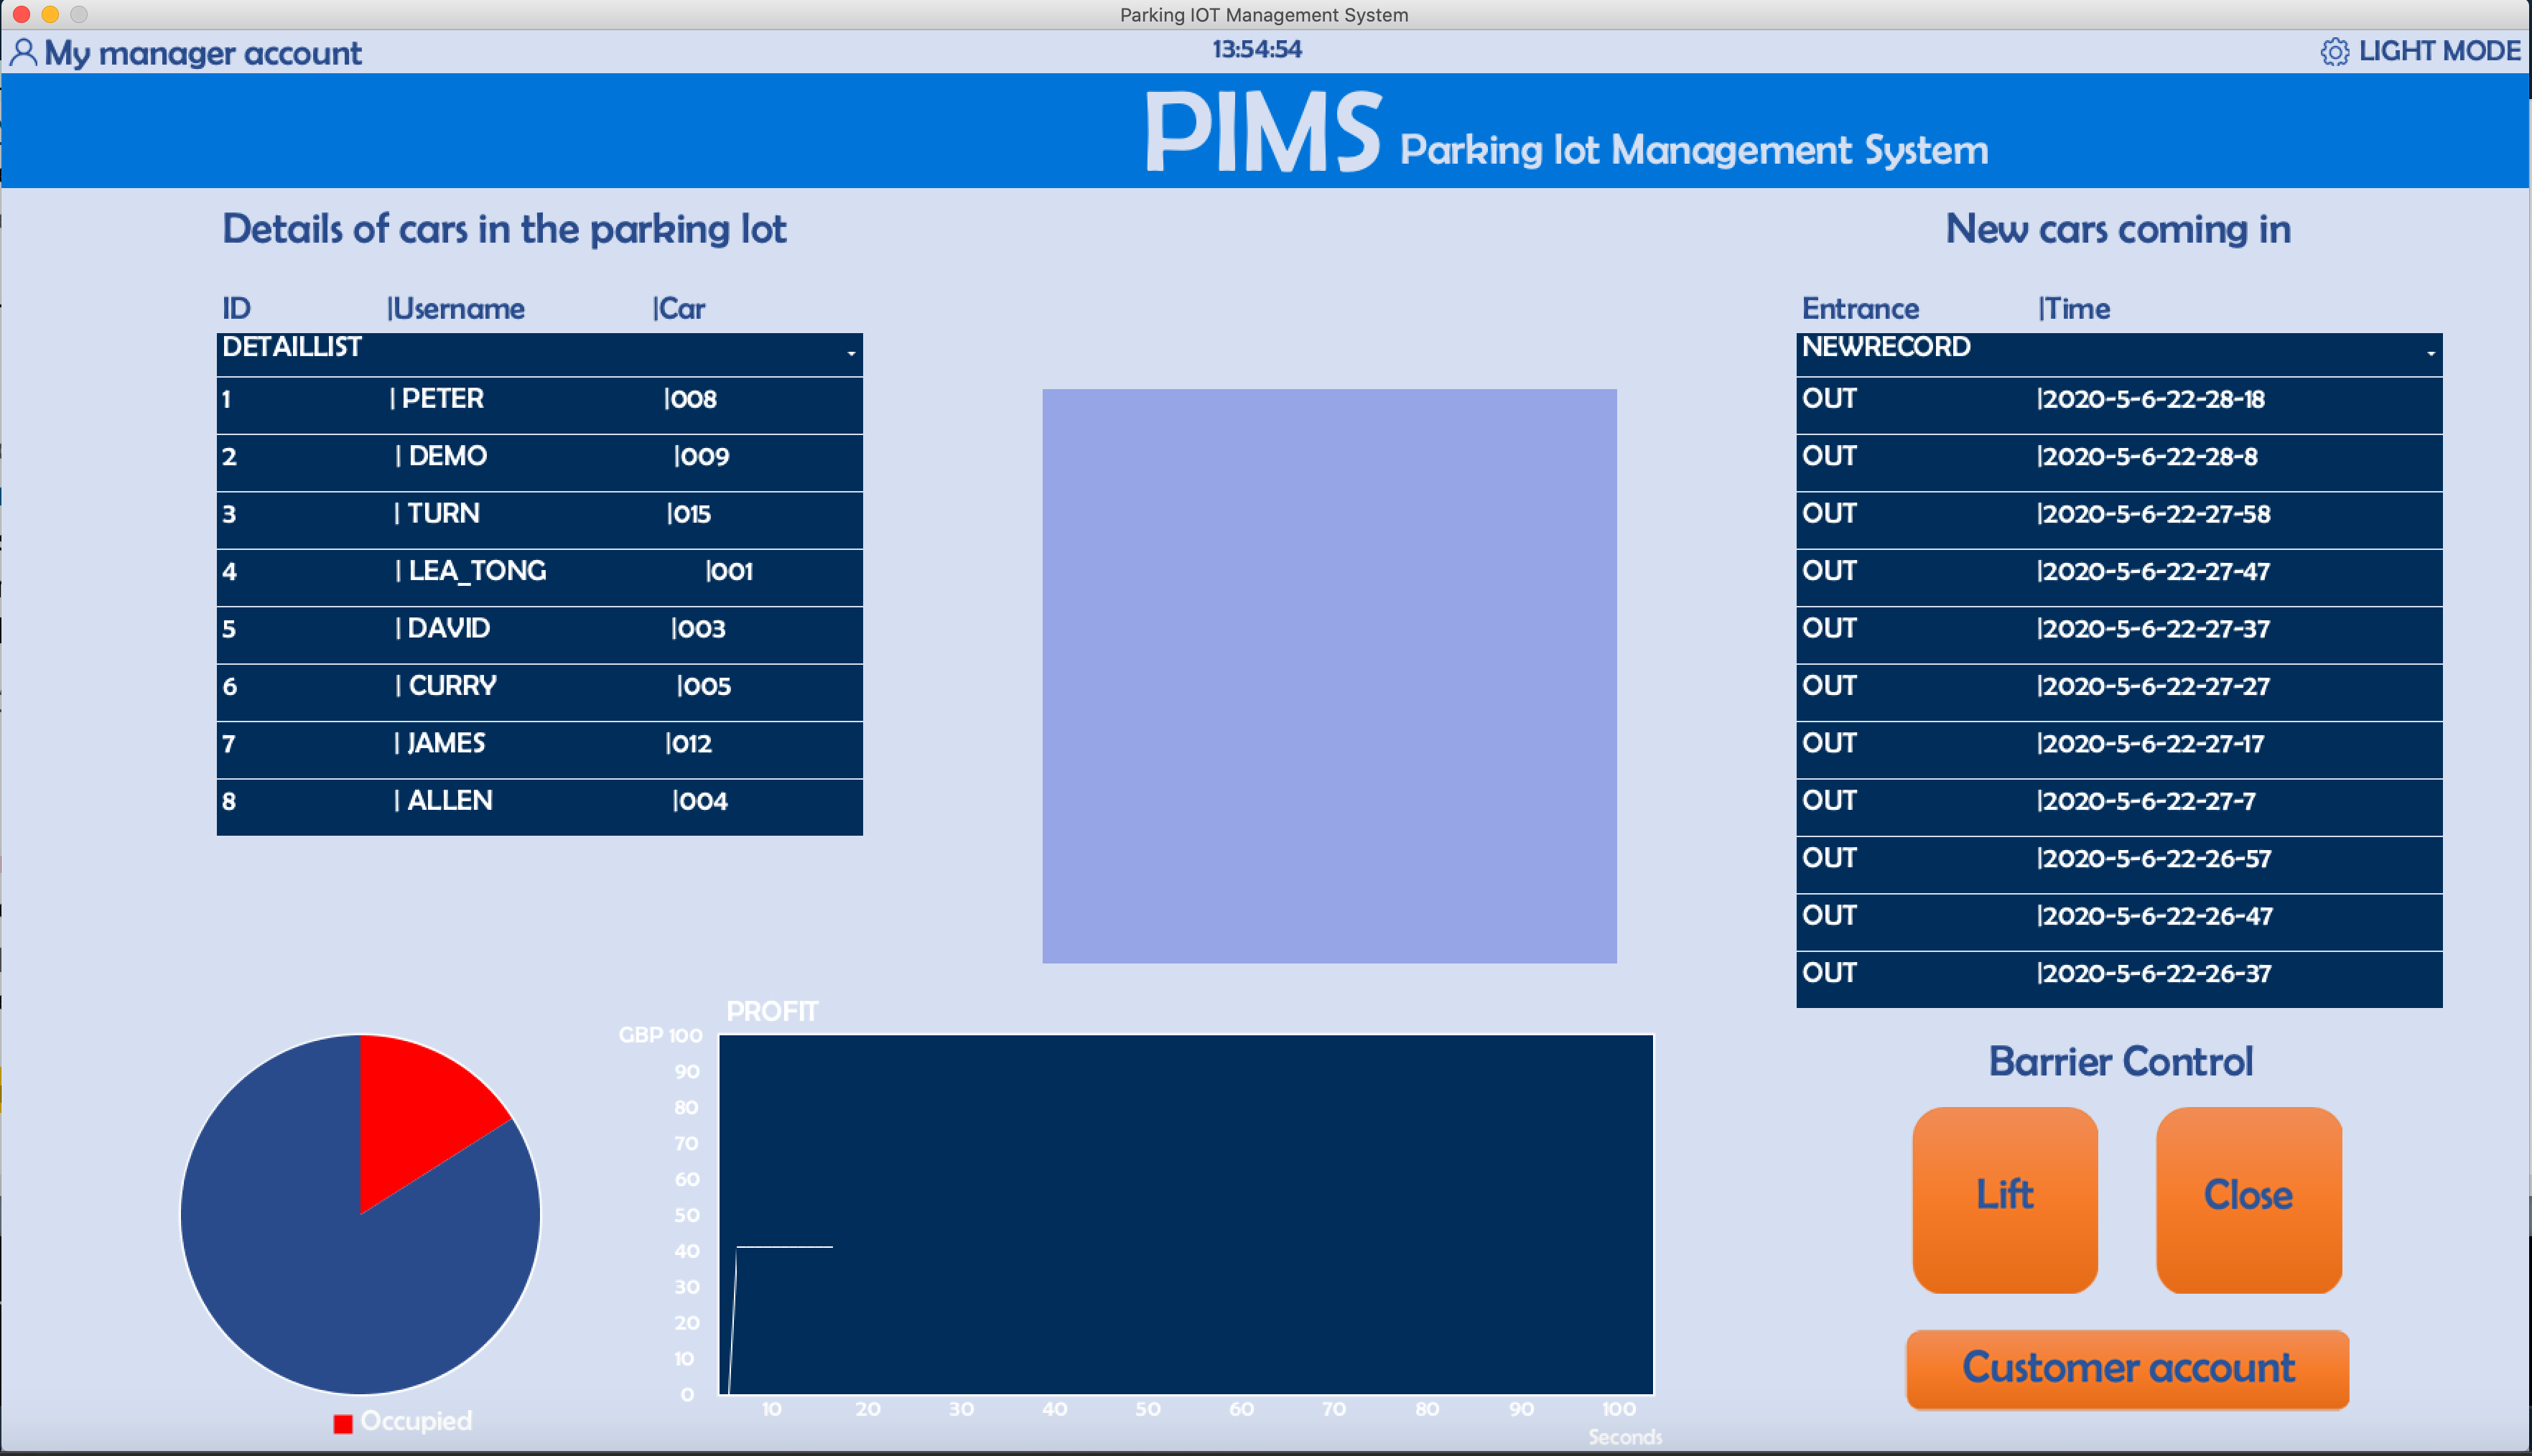 Parking IOT Management System
My manager account
13:54:54
LIGHT MODE
PIMS Parking lot Management System
Details of cars in the parking lot
ID |Username |Car
DETAILLIST
1 | PETER |008
2 | DEMO |009
3 | TURN |015
4 | LEA_TONG |001
5 | DAVID |003
6 | CURRY |005
7 | JAMES |012
8 | ALLEN |004
New cars coming in
Entrance |Time
NEWRECORD
OUT |2020-5-6-22-28-18
OUT |2020-5-6-22-28-8
OUT |2020-5-6-22-27-58
OUT |2020-5-6-22-27-47
OUT |2020-5-6-22-27-37
OUT |2020-5-6-22-27-27
OUT |2020-5-6-22-27-17
OUT |2020-5-6-22-27-7
OUT |2020-5-6-22-26-57
OUT |2020-5-6-22-26-47
OUT |2020-5-6-22-26-37
Occupied
PROFIT
GBP 100
90
80
70
60
50
40
30
20
10
0
10 20 30 40 50 60 70 80 90 100
Seconds
Barrier Control
Lift
Close
Customer account